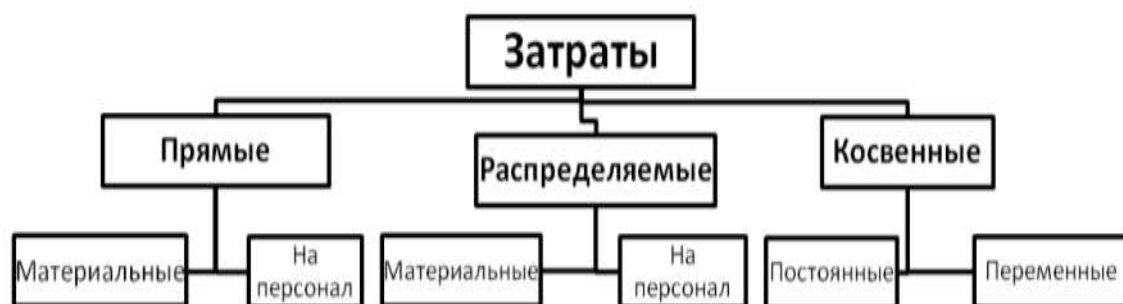 Затраты
Прямые
Распределяемые
Косвенные
Материальные
На
персонал
Материальные
На
персонал
Постоянные
Переменные